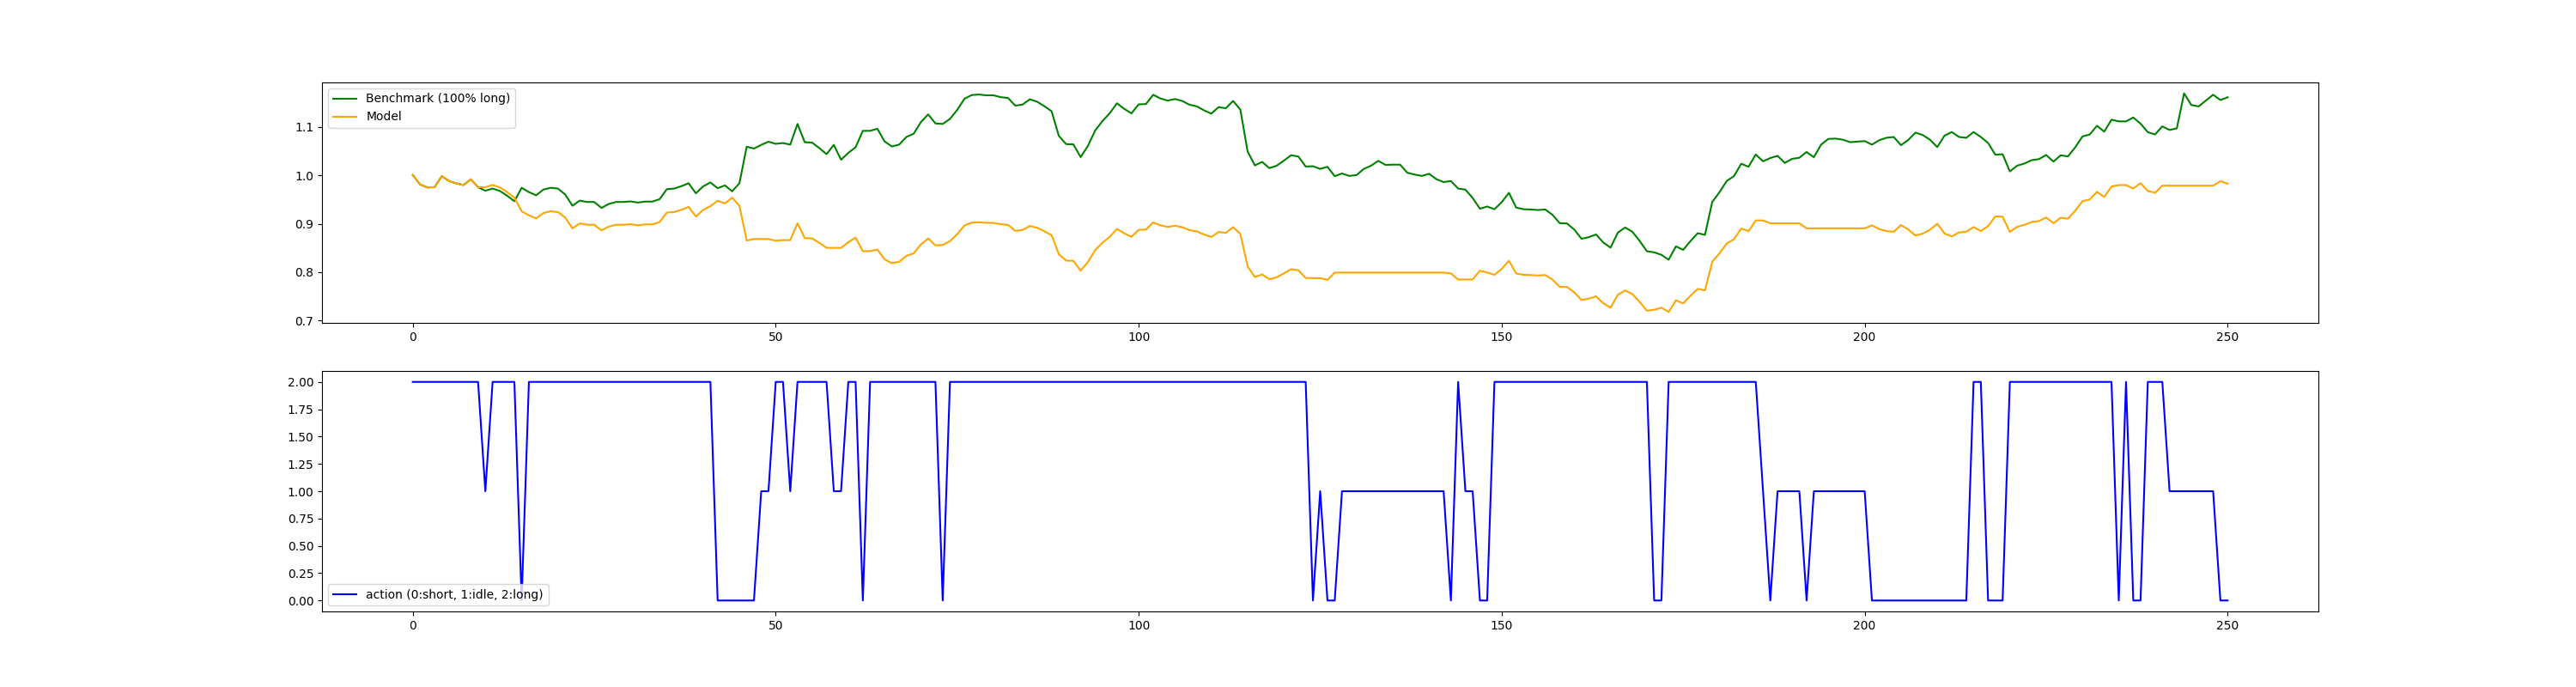 Benchmark (100% long)
Model
1.1
1.0
0.9
0.8
0.7
0 50 100 150 200 250
2.00
1.75
1.50
1.25
1.00
0.75
0.50
0.25
0.00
action (0:short, 1:idle, 2:long)
0 50 100 150 200 250